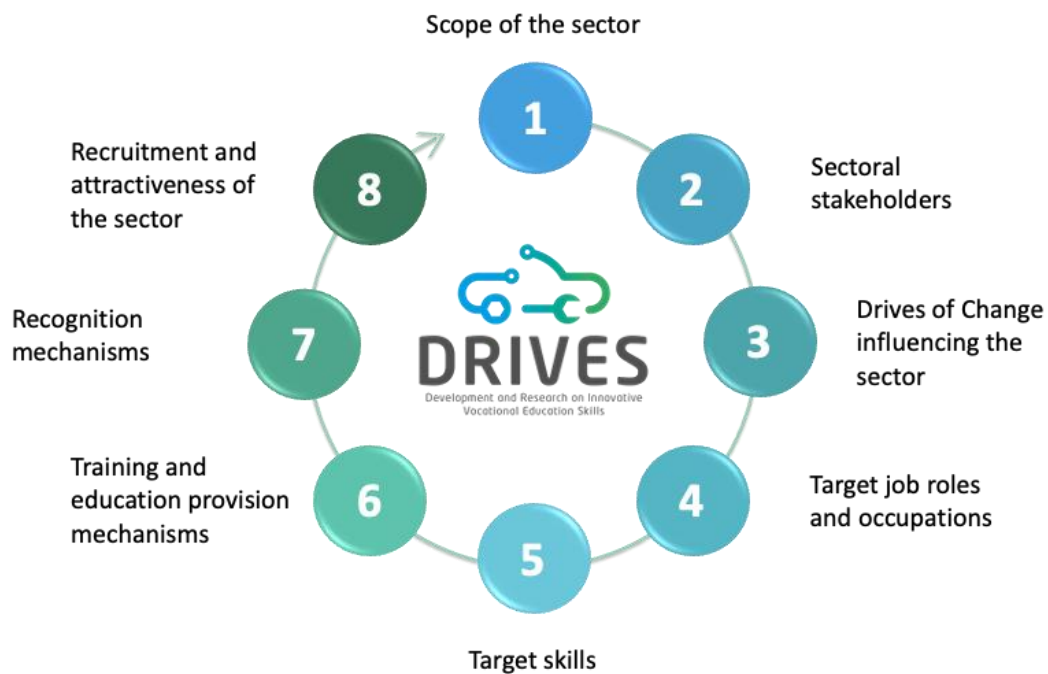 Scope of the sector
1
2
Sectoral
stakeholders
3
Drives of Change
influencing the
sector
4
Target job roles
and occupations
5
Target skills
6
Training and
education provision
mechanisms
7
Recognition
mechanisms
8
Recruitment and
attractiveness of
the sector
DRIVES
Development and Research on Innovative
Vocational Education Skills